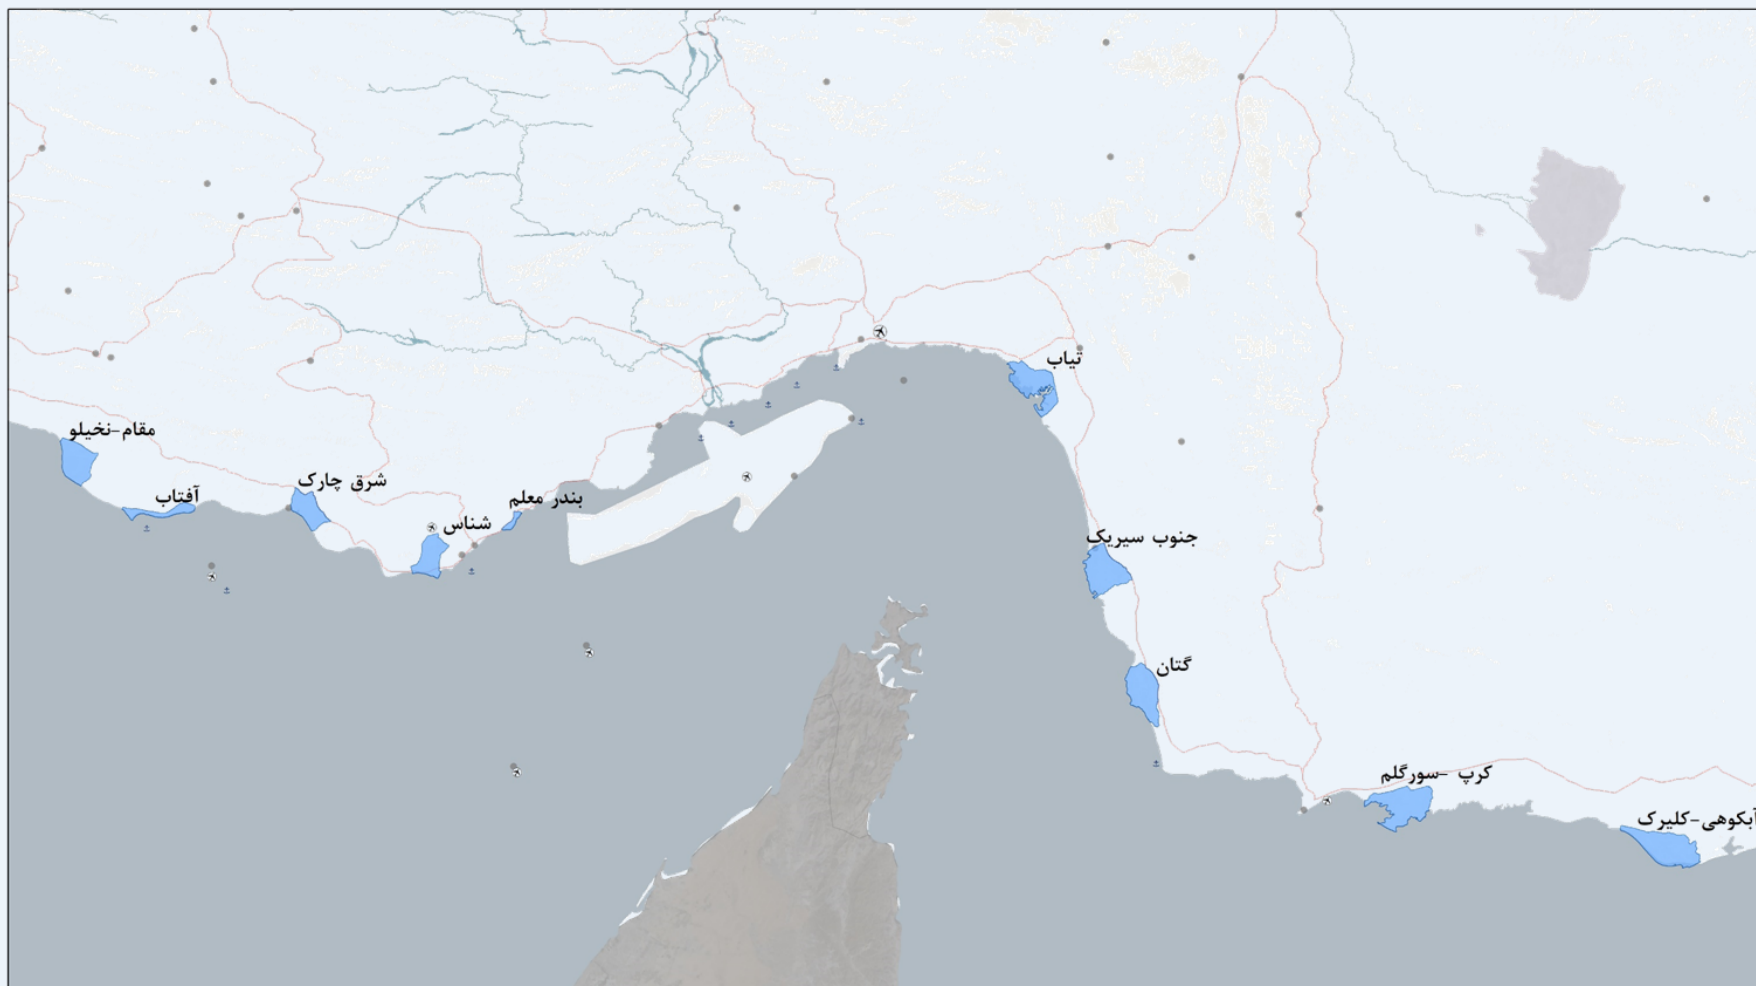 تیاب
مقام-نخیلو
شرق چارک
آفتاب
بندر معلم
شناس
جنوب سیریک
گتان
کرپ -سورگلم
آبکوهی-کلیرک